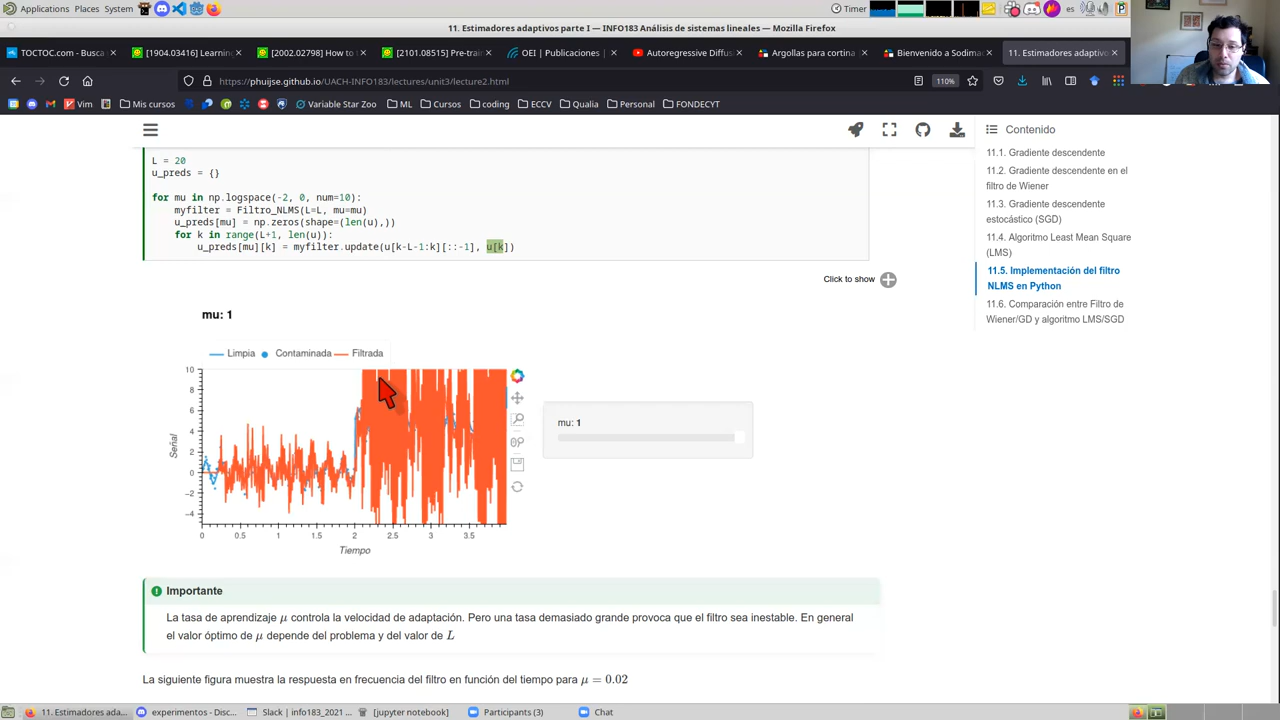 Applications Places System
Timer
es
11. Estimadores adaptivos parte I — INFO183 Análisis de sistemas lineales — Mozilla Firefox
TOCTOC.com - Busca
[1904.03416] Learning
[2002.02798] How to
[2101.08515] Perman
OEI | Publicaciones
Autoregressive Diffus
Argollas para cortina
Bienvenido a Sodimac
11. Estimadores adaptivo
https://phuijse.github.io/UACH-INFO183/lectures/unit3/lecture2.html
110%
Vim
Mis cursos
Variable Star Zoo
ML
Cursos
coding
ECCV
Qualia
Personal
FONDECYT
Contenido
11.1. Gradiente descendente
11.2. Gradiente descendente en el
filtro de Wiener
11.3. Gradiente descendente
estocástico (SGD)
11.4. Algoritmo Least Mean Square
(LMS)
11.5. Implementación del filtro
NLMS en Python
11.6. Comparación entre Filtro de
Wiener/GD y algoritmo LMS/SGD
L = 20
u_preds = {}
for mu in np.logspace(-2, 0, num=10):
myfilter = Filtro_NLMS(L=L, mu=mu)
u_preds[mu] = np.zeros(shape=(len(u),))
for k in range(L+1, len(u)):
u_preds[mu][k] = myfilter.update(u[k-L-1:k][::-1], u[k])
Click to show
mu: 1
Limpia Contaminada Filtrada
10
8
6
4
2
0
−2
−4
Señal
0 0.5 1 1.5 2 2.5 3 3.5
Tiempo
mu: 1
Importante
La tasa de aprendizaje μ controla la velocidad de adaptación. Pero una tasa demasiado grande provoca que el filtro sea inestable. En general
el valor óptimo de μ depende del problema y del valor de L
La siguiente figura muestra la respuesta en frecuencia del filtro en función del tiempo para μ = 0.02
11. Estimadores ada...
experimentos - Disc...
Slack | info183_2021 ...
[jupyter notebook]
Participants (3)
Chat